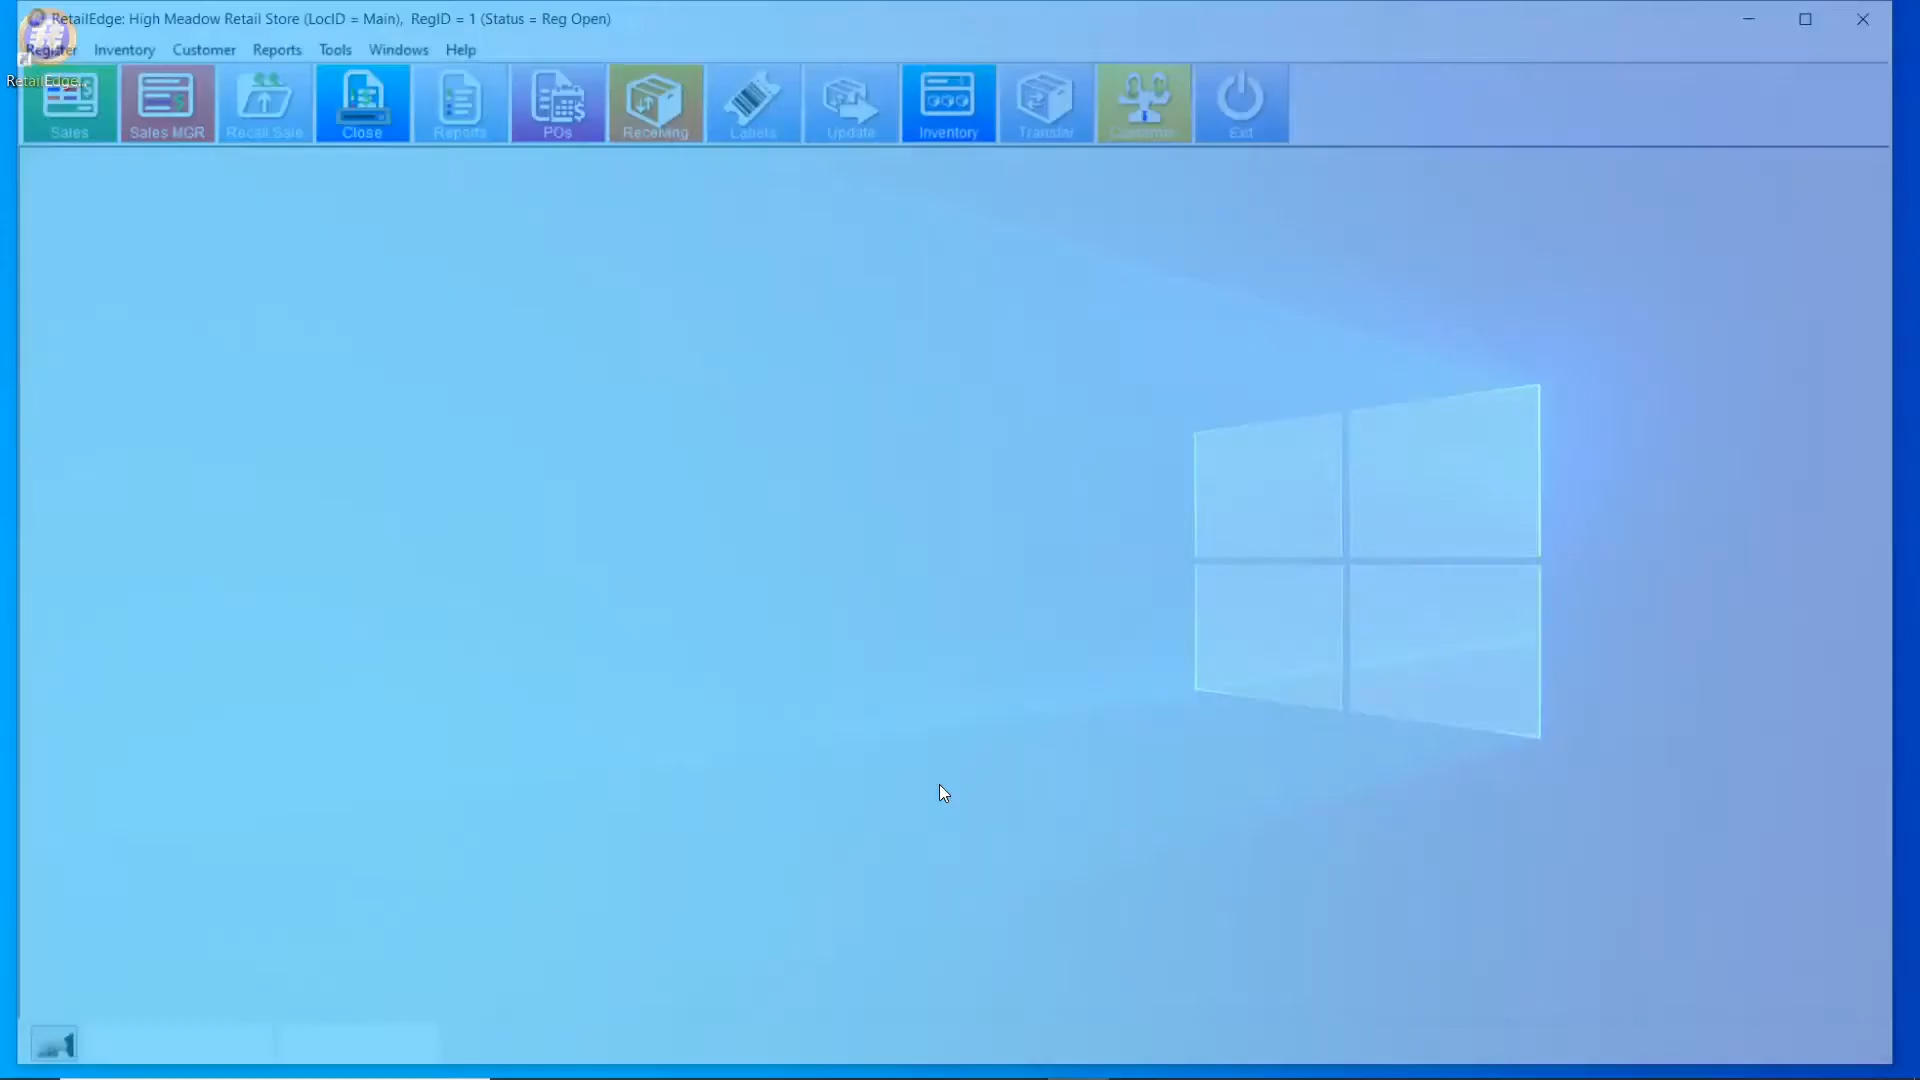 RetailEdge: High Meadow Retail Store (LocID = Main),  RegID = 1 (Status = Reg Open)
Register Inventory Customer Reports Tools Windows Help
RetailEdge...
Sales Sales MGR Recall Sale Close Reports POs Receiving Labels Update Inventory Transfer Customer Exit